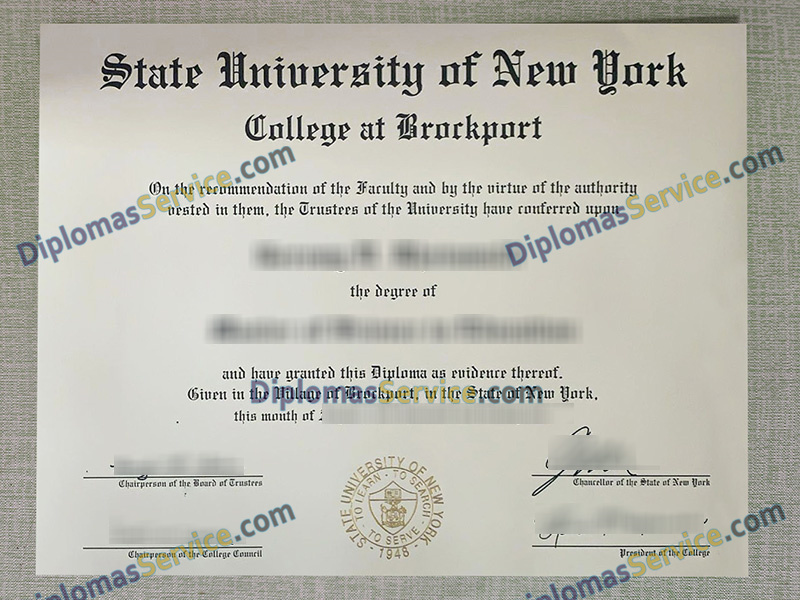 State University of New York
College at Brockport
On the recommendation of the Faculty and by the virtue of the authority
vested in them, the Trustees of the University have conferred upon
the degree of
and have granted this Diploma as evidence thereof.
Given in the Village of Brockport, in the State of New York,
this month of
Chairperson of the Board of Trustees
Chancellor of the State of New York
Chairperson of the College Council
President of the College
STATE UNIVERSITY OF NEW YORK
TO LEARN - TO SEARCH
- TO SERVE -
· 1948 ·
DiplomasService.com
DiplomasService.com
DiplomasService.com
DiplomasService.com
DiplomasService.com